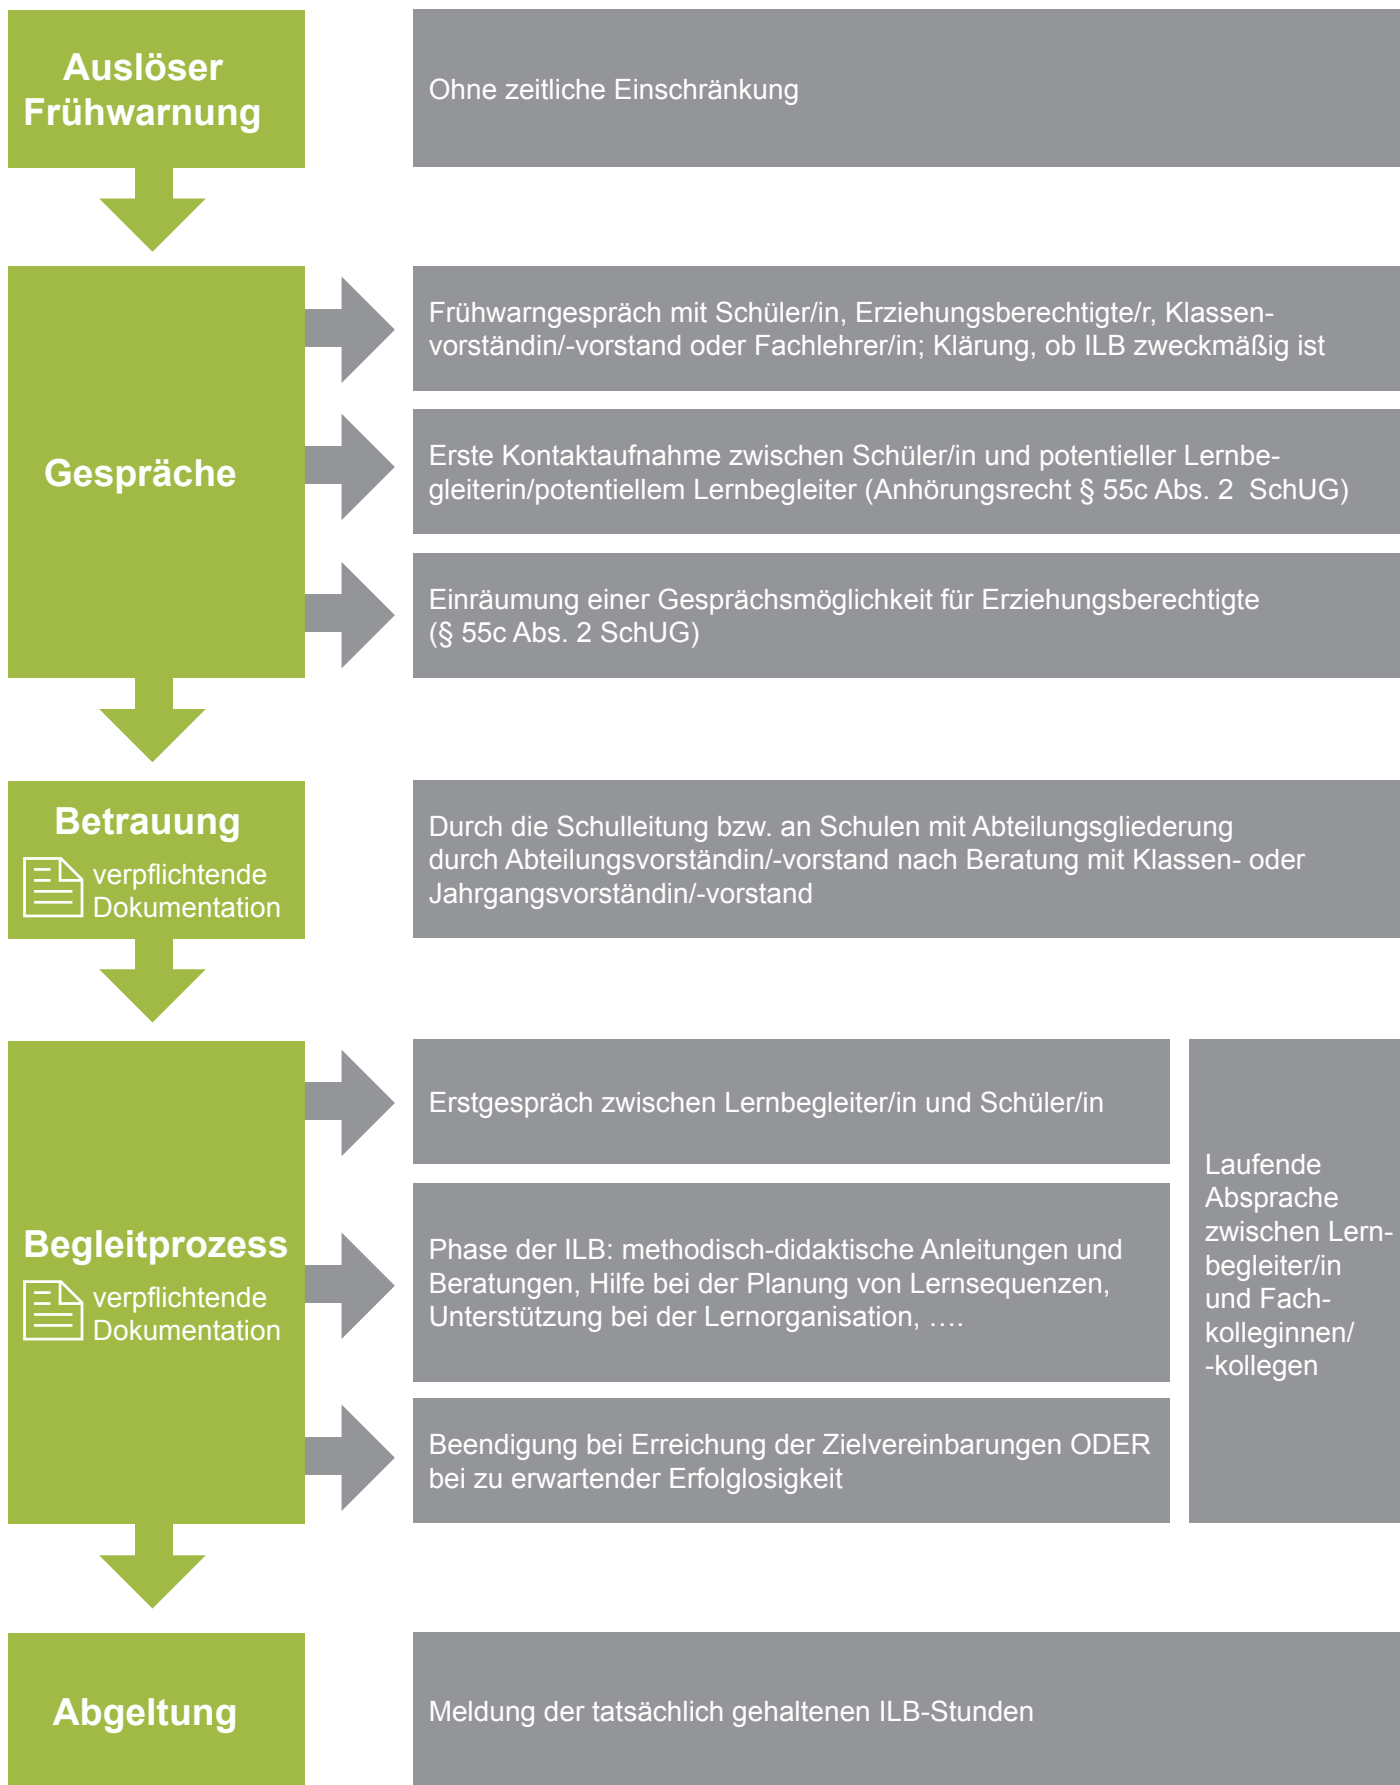 Auslöser
Frühwarnung
Ohne zeitliche Einschränkung
Gespräche
Frühwarngespräch mit Schüler/in, Erziehungsberechtigte/r, Klassen-
vorständin/-vorstand oder Fachlehrer/in; Klärung, ob ILB zweckmäßig ist
Erste Kontaktaufnahme zwischen Schüler/in und potentieller Lernbe-
gleiterin/potentiellem Lernbegleiter (Anhörungsrecht § 55c Abs. 2 SchUG)
Einräumung einer Gesprächsmöglichkeit für Erziehungsberechtigte
(§ 55c Abs. 2 SchUG)
Betrauung
verpflichtende
Dokumentation
Durch die Schulleitung bzw. an Schulen mit Abteilungsgliederung
durch Abteilungsvorständin/-vorstand nach Beratung mit Klassen- oder
Jahrgangsvorständin/-vorstand
Begleitprozess
verpflichtende
Dokumentation
Erstgespräch zwischen Lernbegleiter/in und Schüler/in
Phase der ILB: methodisch-didaktische Anleitungen und
Beratungen, Hilfe bei der Planung von Lernsequenzen,
Unterstützung bei der Lernorganisation, ….
Beendigung bei Erreichung der Zielvereinbarungen ODER
bei zu erwartender Erfolglosigkeit
Laufende
Absprache
zwischen Lern-
begleiter/in
und Fach-
kolleginnen/
-kollegen
Abgeltung
Meldung der tatsächlich gehaltenen ILB-Stunden